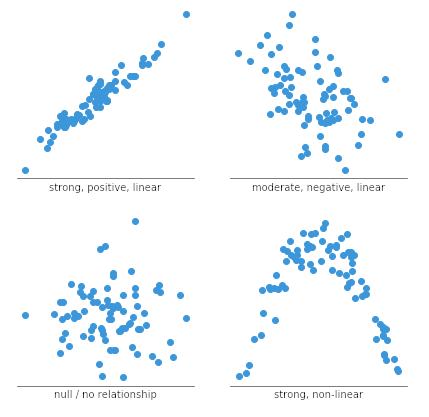 strong, positive, linear
moderate, negative, linear
null / no relationship
strong, non-linear